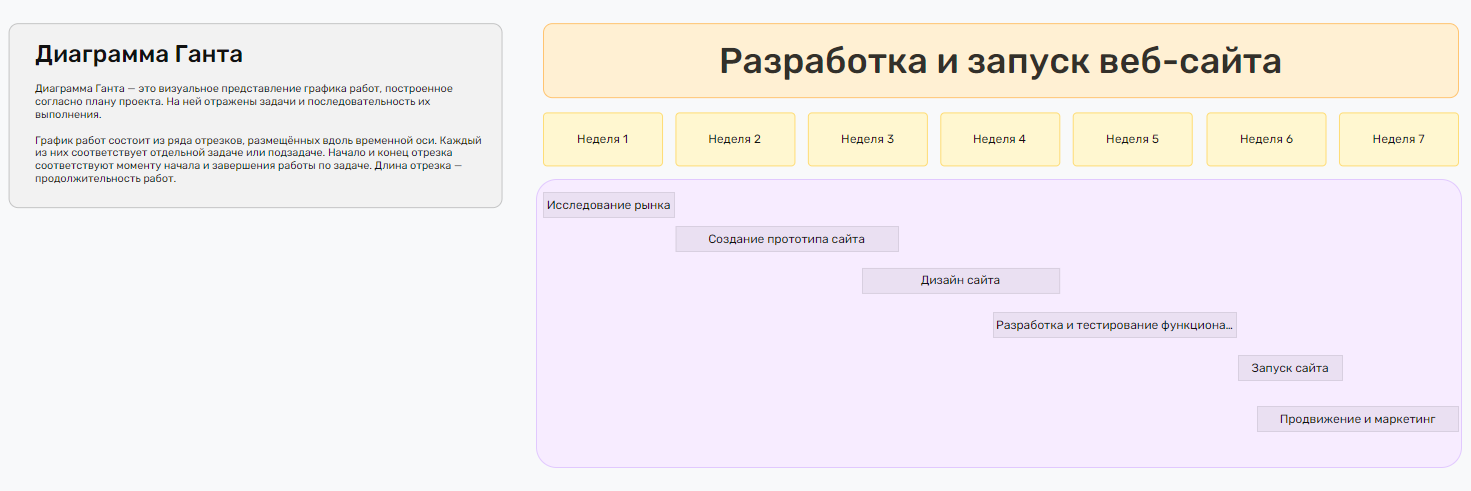 Диаграмма Ганта
Диаграмма Ганта — это визуальное представление графика работ, построенное
согласно плану проекта. На ней отражены задачи и последовательность их
выполнения.
График работ состоит из ряда отрезков, размещённых вдоль временной оси. Каждый
из них соответствует отдельной задаче или подзадаче. Начало и конец отрезка
соответствуют моменту начала и завершения работы по задаче. Длина отрезка —
продолжительность работ.
Разработка и запуск веб-сайта
Неделя 1
Неделя 2
Неделя 3
Неделя 4
Неделя 5
Неделя 6
Неделя 7
Исследование рынка
Создание прототипа сайта
Дизайн сайта
Разработка и тестирование функциона…
Запуск сайта
Продвижение и маркетинг